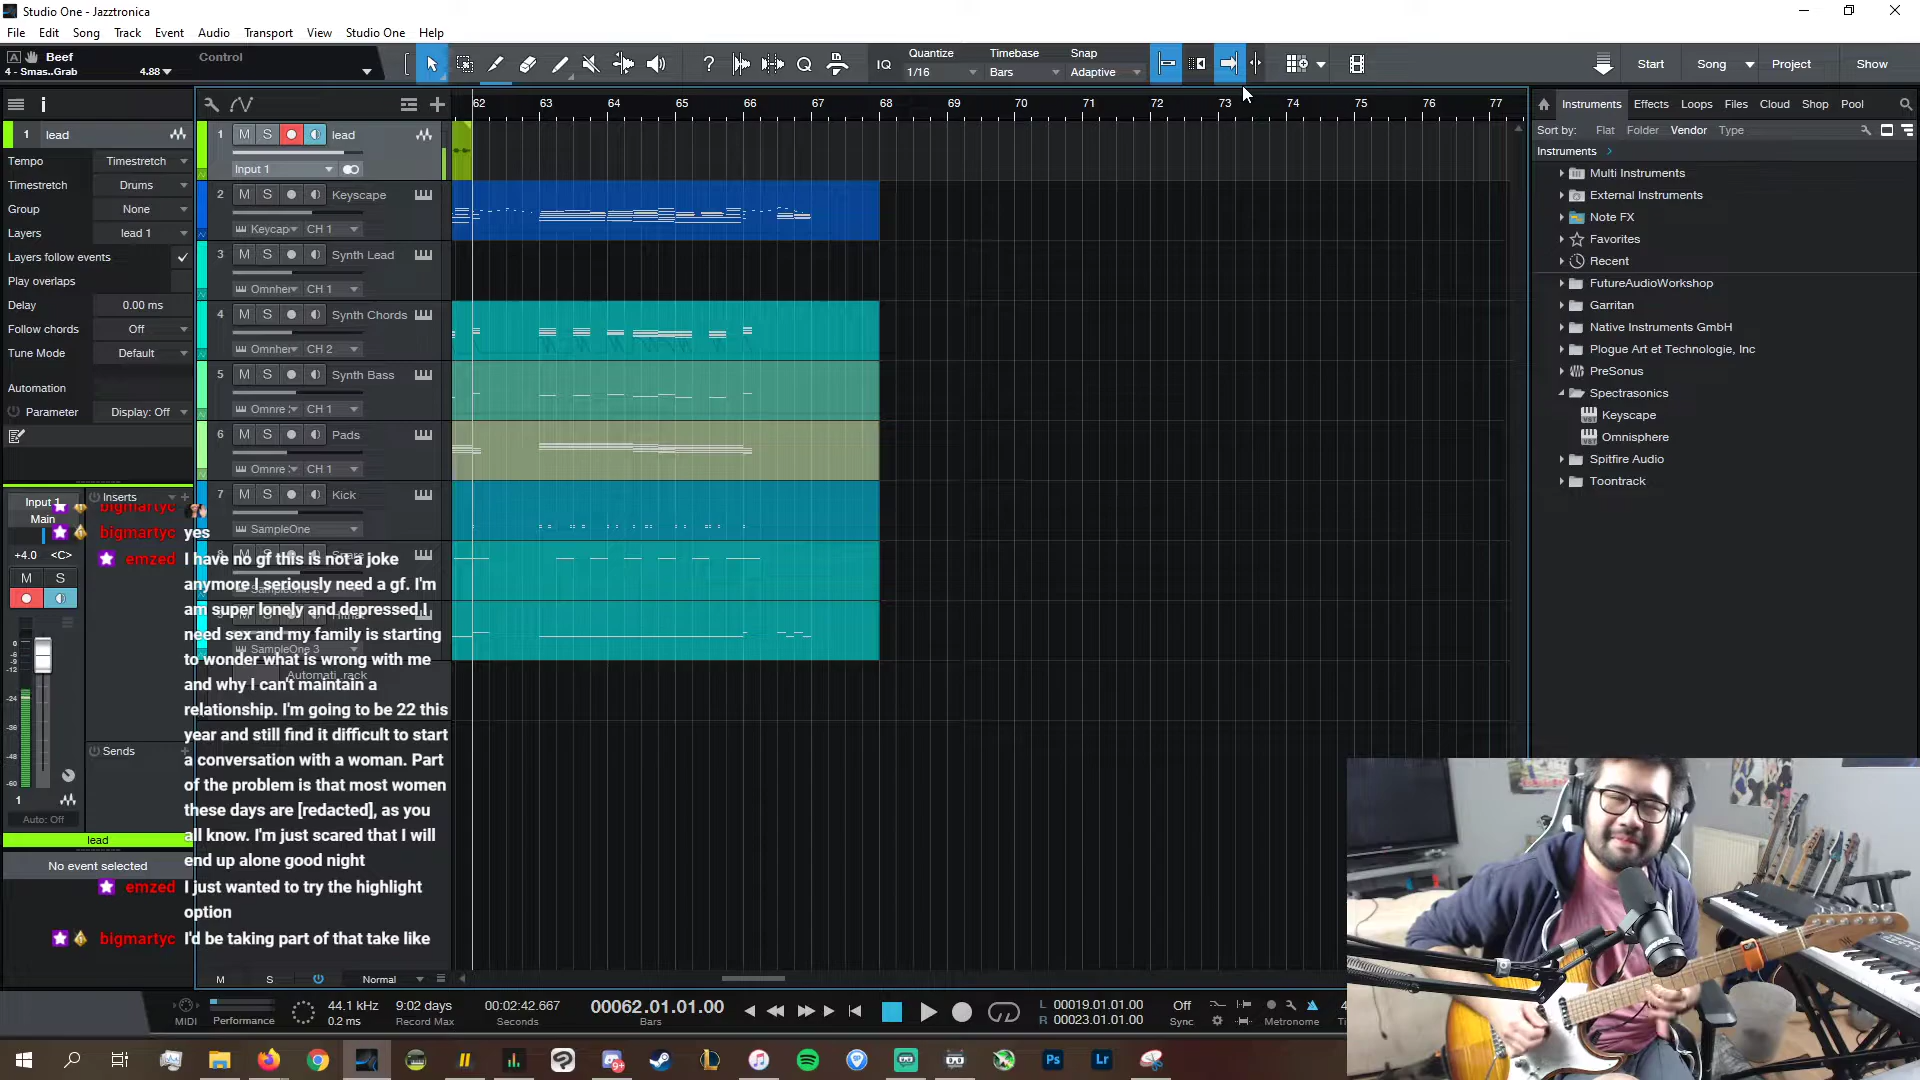 Studio One - Jazztronica
File Edit Song Track Event Audio Transport View Studio One Help
Beef
4 - Smas..Grab 4.88
Control
IQ
Quantize
1/16
Timebase
Bars
Snap
Adaptive
Start Song Project Show
1 lead
Tempo Timestretch
Timestretch Drums
Group None
Layers lead 1
Layers follow events
Play overlaps
Delay 0.00 ms
Follow chords Off
Tune Mode Default
Automation
Parameter Display: Off
62 63 64 65 66 67 68 69 70 71 72 73 74 75 76 77
1 M S lead
Input 1
2 M S Keyscape
Keycap CH 1
3 M S Synth Lead
Omnher CH 1
4 M S Synth Chords
Omnher CH 2
5 M S Synth Bass
Omnre CH 1
6 M S Pads
Omnre CH 1
7 M S Kick
SampleOne
8
SampleOne 2
SampleOne 3
Automati rack
Input 1 Inserts
Main
+4.0 <C>
M S
Sends
1
Auto: Off
lead
No event selected
bigmartyc
bigmartyc yes
emzed I have no gf this is not a joke
anymore I seriously need a gf. I'm
am super lonely and depressed I
need sex and my family is starting
to wonder what is wrong with me
and why I can't maintain a
relationship. I'm going to be 22 this
year and still find it difficult to start
a conversation with a woman. Part
of the problem is that most women
these days are [redacted], as you
all know. I'm just scared that I will
end up alone good night
emzed I just wanted to try the highlight
option
bigmartyc I'd be taking part of that take like
M S Normal
Instruments Effects Loops Files Cloud Shop Pool
Sort by: Flat Folder Vendor Type
Instruments
Multi Instruments
External Instruments
Note FX
Favorites
Recent
FutureAudioWorkshop
Garritan
Native Instruments GmbH
Plogue Art et Technologie, Inc
PreSonus
Spectrasonics
Keyscape
Omnisphere
Spitfire Audio
Toontrack
MIDI
Performance
44.1 kHz
0.2 ms
9:02 days
Record Max
00:02:42.667
Seconds
00062.01.01.00
Bars
L 00019.01.01.00
R 00023.01.01.00
Off
Sync
Metronome
Ps Lr